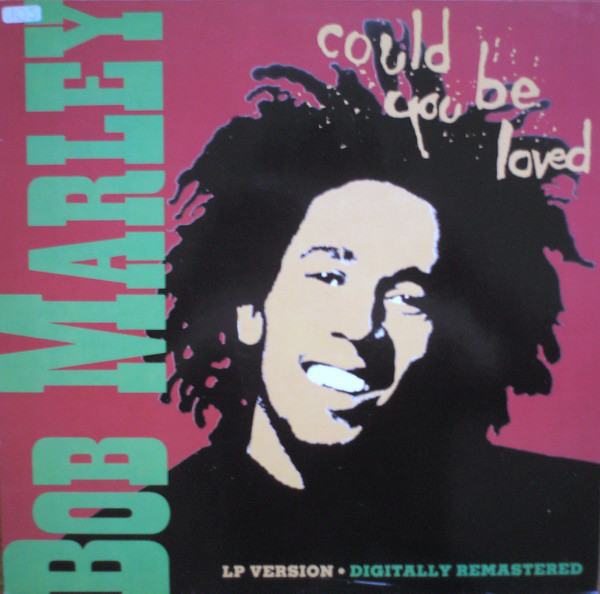 BOB MARLEY
could
you be
loved
LP VERSION • DIGITALLY REMASTERED